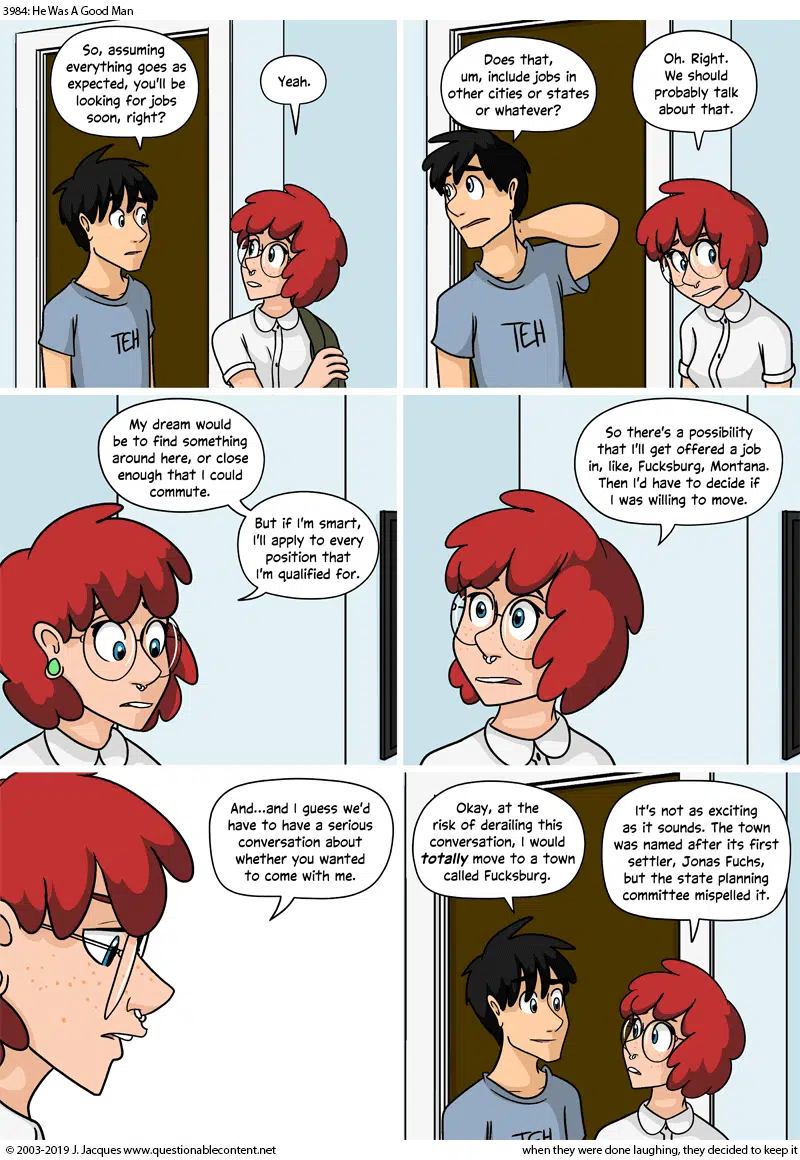 3984: He Was A Good Man
So, assuming
everything goes as
expected, you'll be
looking for jobs
soon, right?
Yeah.
TEH
Does that,
um, include jobs in
other cities or states
or whatever?
Oh. Right.
We should
probably talk
about that.
TEH
My dream would
be to find something
around here, or close
enough that I could
commute.
But if I'm smart,
I'll apply to every
position that
I'm qualified for.
So there's a possibility
that I'll get offered a job
in, like, Fucksburg, Montana.
Then I'd have to decide if
I was willing to move.
And...and I guess we'd
have to have a serious
conversation about
whether you wanted
to come with me.
Okay, at the
risk of derailing this
conversation, I would
totally move to a town
called Fucksburg.
It's not as exciting
as it sounds. The town
was named after its first
settler, Jonas Fuchs,
but the state planning
committee mispelled it.
TEH
© 2003-2019 J. Jacques www.questionablecontent.net
when they were done laughing, they decided to keep it